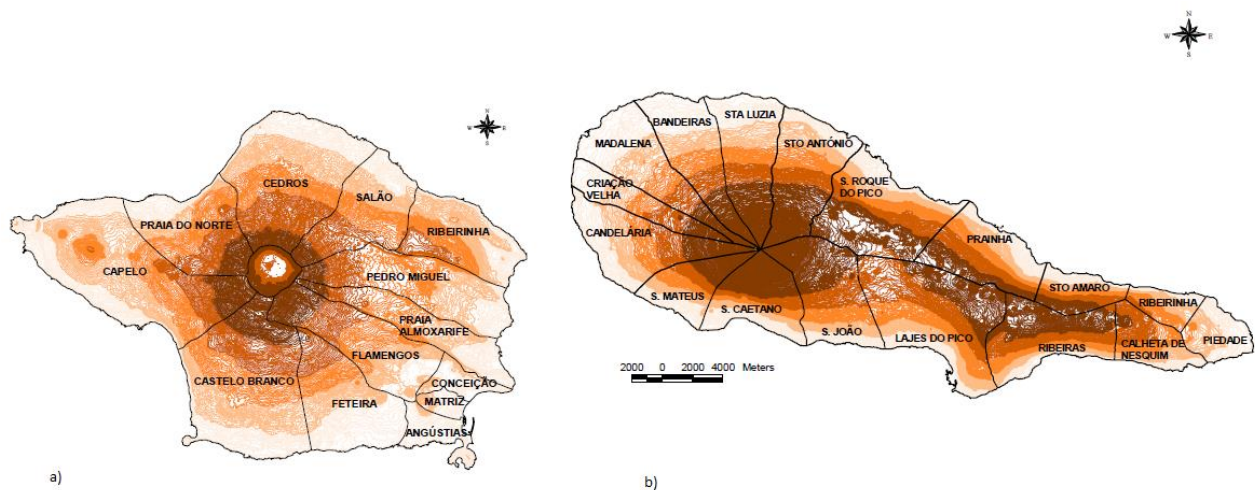 N
W E
S
CEDROS
SALÃO
PRAIA DO NORTE
RIBEIRINHA
CAPELO
PEDRO MIGUEL
PRAIA
ALMOXARIFE
FLAMENGOS
CASTELO BRANCO
CONCEIÇÃO
FETEIRA
MATRIZ
ANGÚSTIAS
a)
N
W E
S
BANDEIRAS
STA LUZIA
MADALENA
STO ANTÓNIO
CRIAÇÃO
VELHA
S. ROQUE
DO PICO
CANDELÁRIA
PRAINHA
S. MATEUS
STO AMARO
S. CAETANO
RIBEIRINHA
S. JOÃO
LAJES DO PICO
RIBEIRAS
CALHETA DE
NESQUIM
PIEDADE
2000 0 2000 4000 Meters
b)